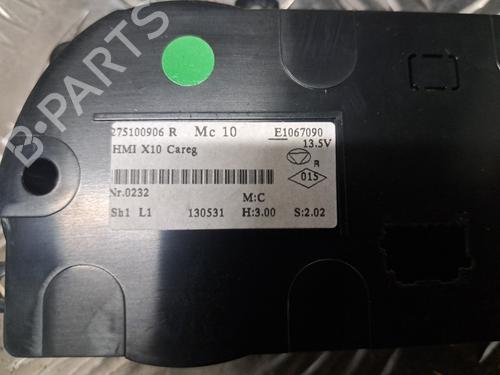 B-PARTS
275100906 R Mc 10 E1067090
13.5V
HMI X10 Careg
R
015
Nr.0232
M:C
Sh1 L1 130531 H:3.00 S:2.02